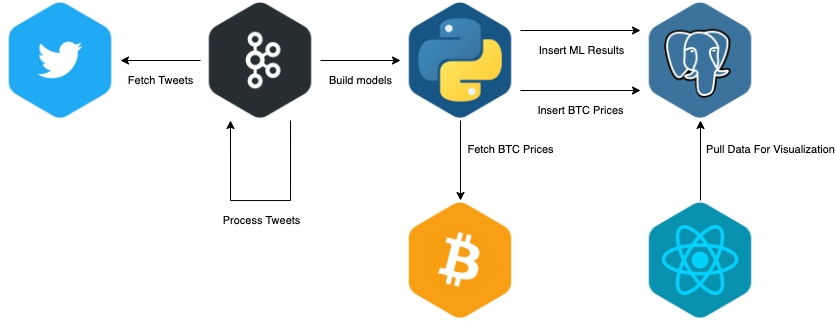 Fetch Tweets
Build models
Insert ML Results
Insert BTC Prices
Fetch BTC Prices
Pull Data For Visualization
Process Tweets